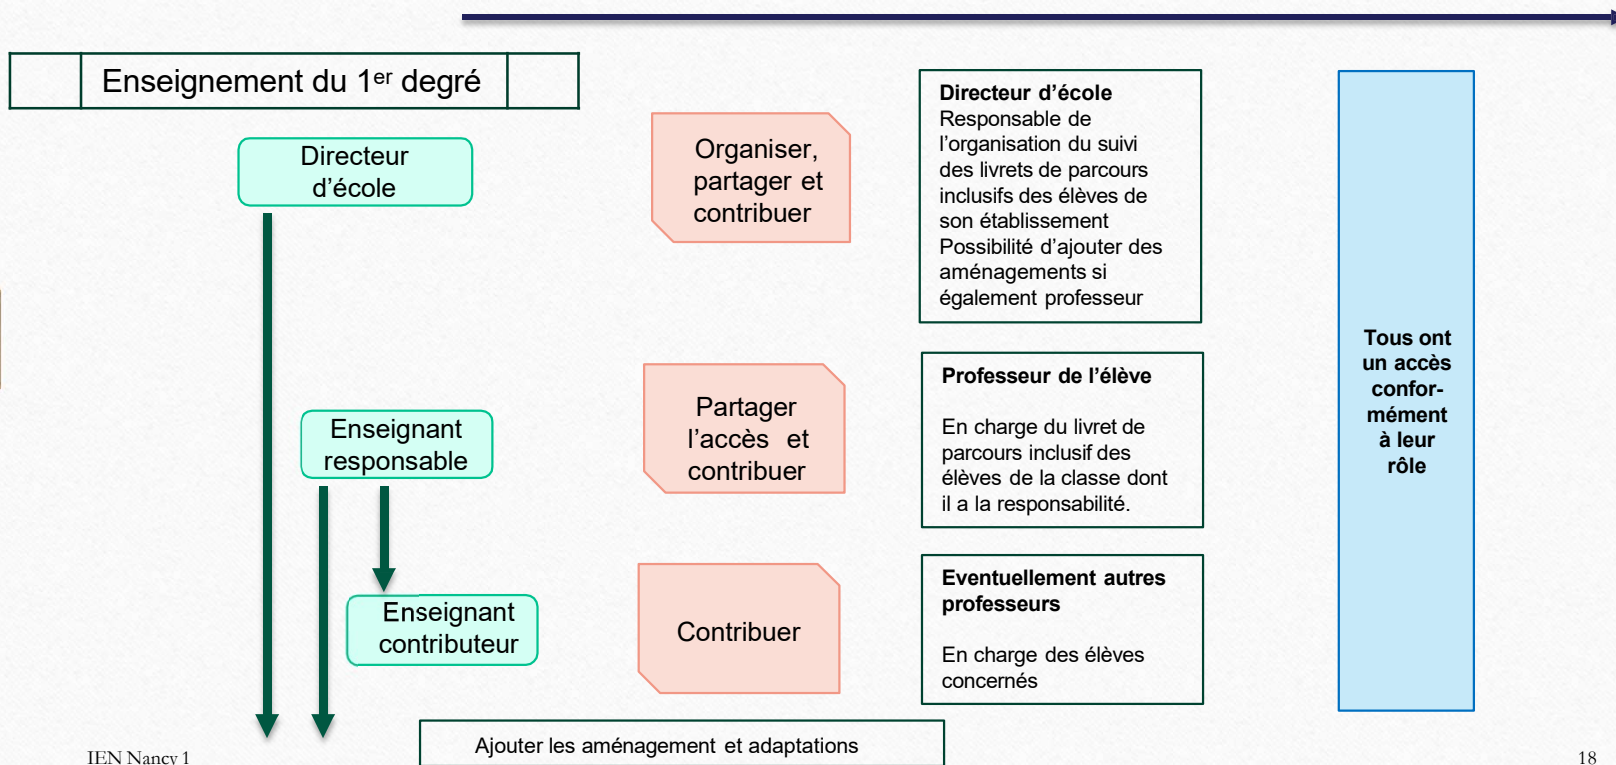 Enseignement du 1er degré
Directeur
d’école
Organiser,
partager et
contribuer
Directeur d’école
Responsable de
l’organisation du suivi
des livrets de parcours
inclusifs des élèves de
son établissement
Possibilité d’ajouter des
aménagements si
également professeur
Enseignant
responsable
Partager
l’accès et
contribuer
Professeur de l’élève
En charge du livret de
parcours inclusif des
élèves de la classe dont
il a la responsabilité.
Enseignant
contributeur
Contribuer
Eventuellement autres
professeurs
En charge des élèves
concernés
Tous ont
un accès
confor-
mément
à leur
rôle
Ajouter les aménagement et adaptations
IEN Nancy 1
18